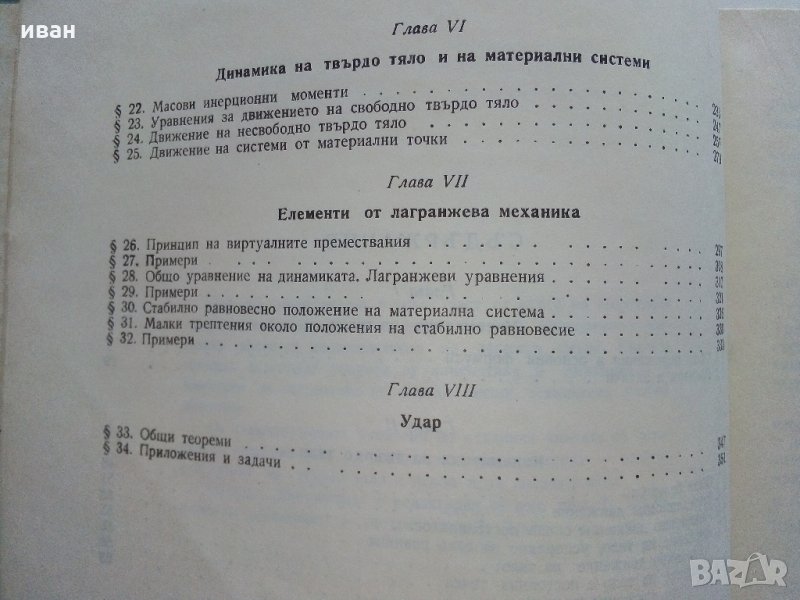 иван
Глава VI
Динамика на твърдо тяло и на материални системи
§ 22. Масови инерционни моменти
§ 23. Уравнения за движението на свободно твърдо тяло
§ 24. Движение на несвободно твърдо тяло
§ 25. Движение на системи от материални точки
Глава VII
Елементи от лагранжева механика
§ 26. Принцип на виртуалните премествания
§ 27. Примери
§ 28. Общо уравнение на динамиката. Лагранжеви уравнения
§ 29. Примери
§ 30. Стабилно равновесно положение на материална система
§ 31. Малки трептения около положения на стабилно равновесие
§ 32. Примери
Глава VIII
Удар
§ 33. Общи теореми
§ 34. Приложения и задачи
BAZAR